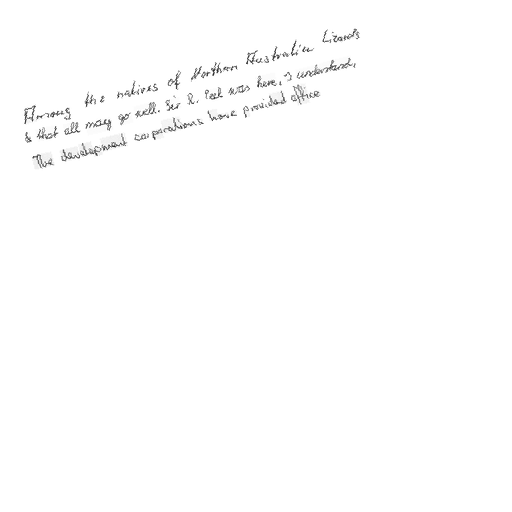 Among the natives of Northern Australia Lizards
& that all may go well. Sir R. Peel was here, I understand,
The development corporations have provided office